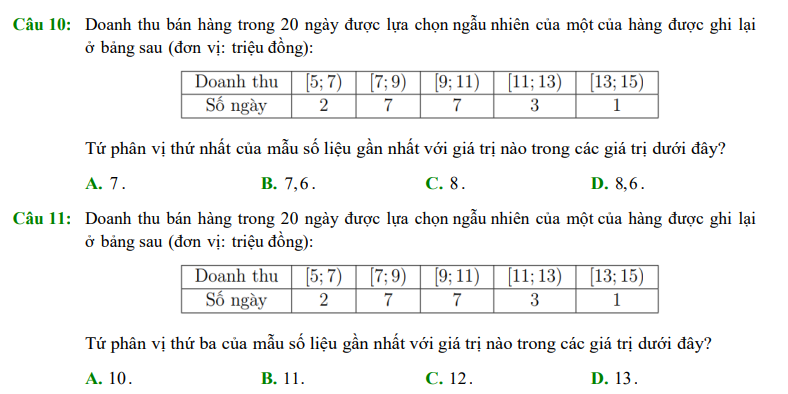 Câu 10: Doanh thu bán hàng trong 20 ngày được lựa chọn ngẫu nhiên của một của hàng được ghi lại
ở bảng sau (đơn vị: triệu đồng):
Doanh thu [5; 7) [7; 9) [9; 11) [11; 13) [13; 15)
Số ngày 2 7 7 3 1
Tứ phân vị thứ nhất của mẫu số liệu gần nhất với giá trị nào trong các giá trị dưới đây?
A. 7. B. 7,6. C. 8. D. 8,6.
Câu 11: Doanh thu bán hàng trong 20 ngày được lựa chọn ngẫu nhiên của một của hàng được ghi lại
ở bảng sau (đơn vị: triệu đồng):
Doanh thu [5; 7) [7; 9) [9; 11) [11; 13) [13; 15)
Số ngày 2 7 7 3 1
Tứ phân vị thứ ba của mẫu số liệu gần nhất với giá trị nào trong các giá trị dưới đây?
A. 10. B. 11. C. 12. D. 13.